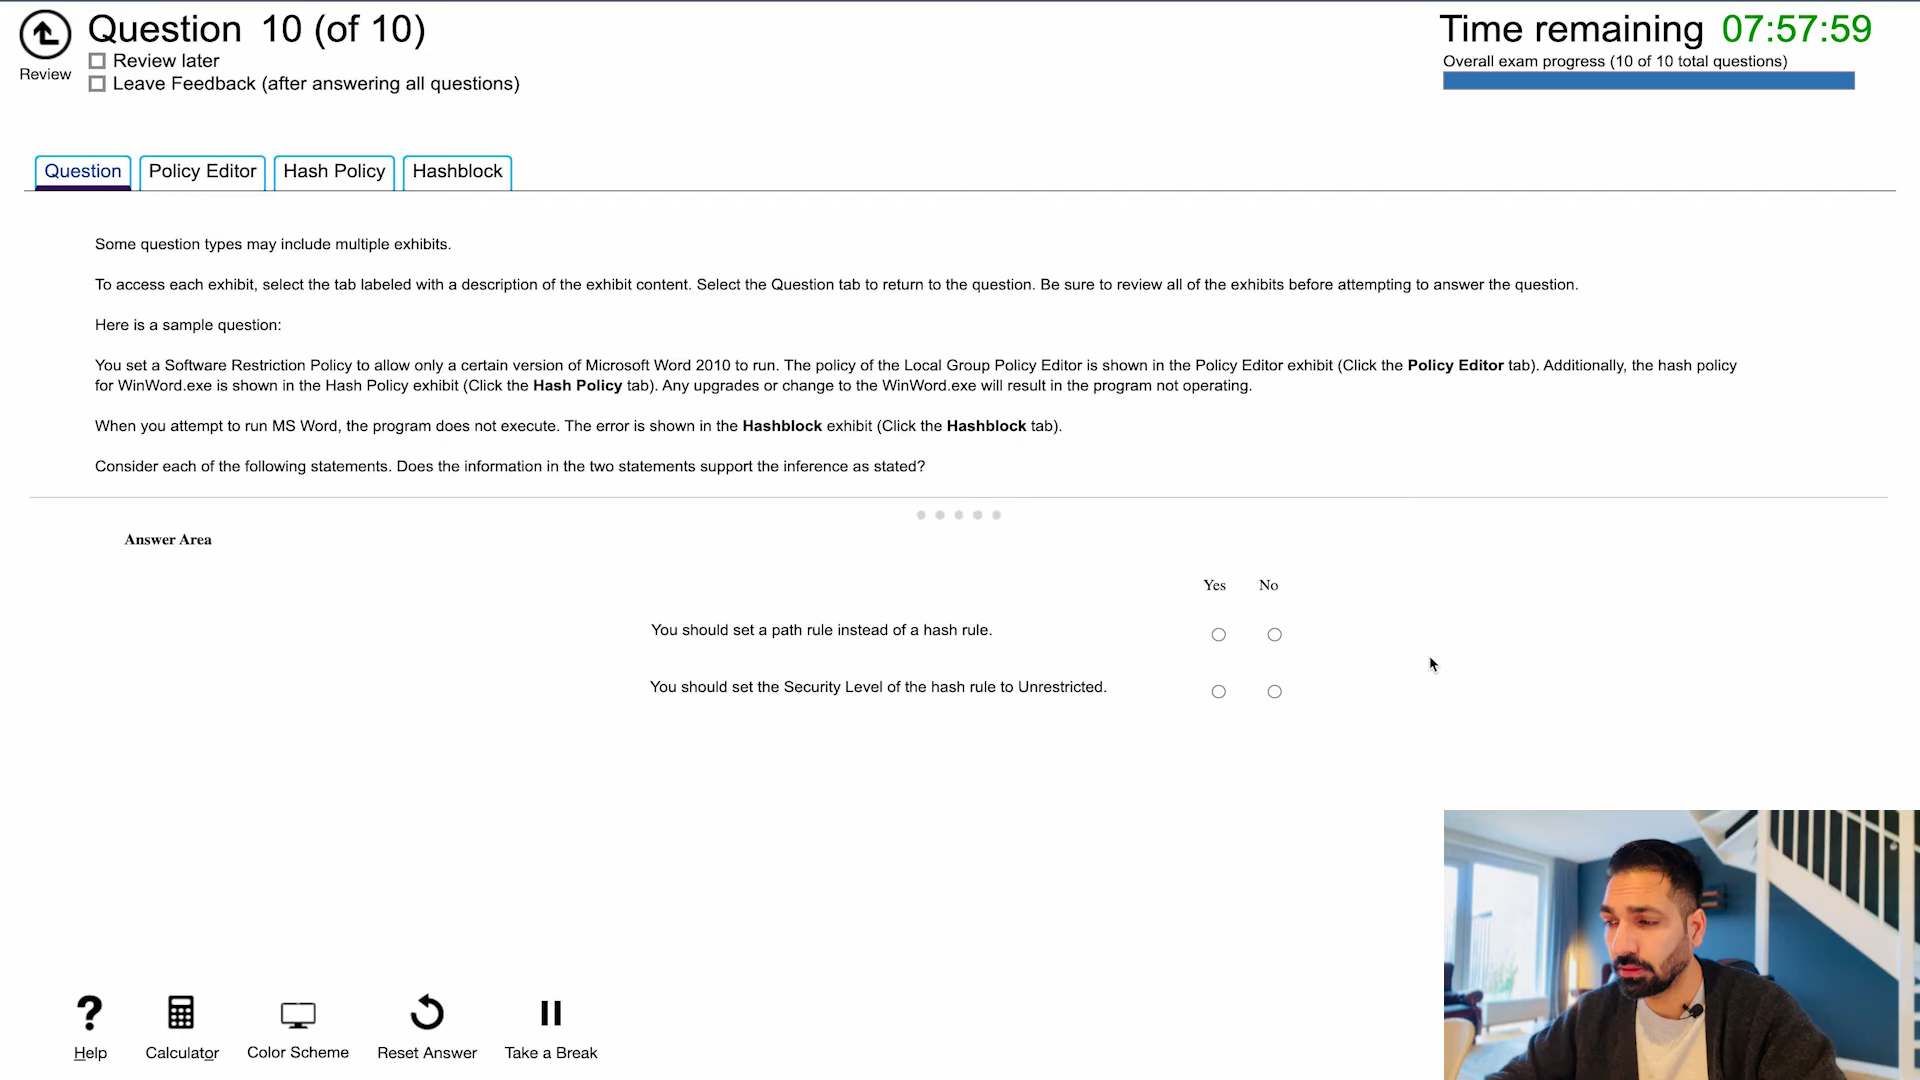 Question 10 (of 10)
Review later
Leave Feedback (after answering all questions)
Review
Time remaining 07:57:59
Overall exam progress (10 of 10 total questions)
Question
Policy Editor
Hash Policy
Hashblock
Some question types may include multiple exhibits.
To access each exhibit, select the tab labeled with a description of the exhibit content. Select the Question tab to return to the question. Be sure to review all of the exhibits before attempting to answer the question.
Here is a sample question:
You set a Software Restriction Policy to allow only a certain version of Microsoft Word 2010 to run. The policy of the Local Group Policy Editor is shown in the Policy Editor exhibit (Click the Policy Editor tab). Additionally, the hash policy
for WinWord.exe is shown in the Hash Policy exhibit (Click the Hash Policy tab). Any upgrades or change to the WinWord.exe will result in the program not operating.
When you attempt to run MS Word, the program does not execute. The error is shown in the Hashblock exhibit (Click the Hashblock tab).
Consider each of the following statements. Does the information in the two statements support the inference as stated?
Answer Area
Yes No
You should set a path rule instead of a hash rule.
You should set the Security Level of the hash rule to Unrestricted.
Help
Calculator
Color Scheme
Reset Answer
Take a Break